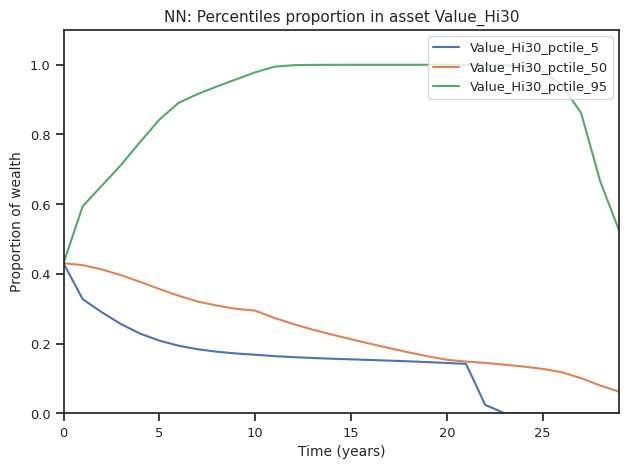 NN: Percentiles proportion in asset Value_Hi30
Value_Hi30_pctile_5
Value_Hi30_pctile_50
Value_Hi30_pctile_95
Proportion of wealth
1.0
0.8
0.6
0.4
0.2
0.0
0 5 10 15 20 25
Time (years)